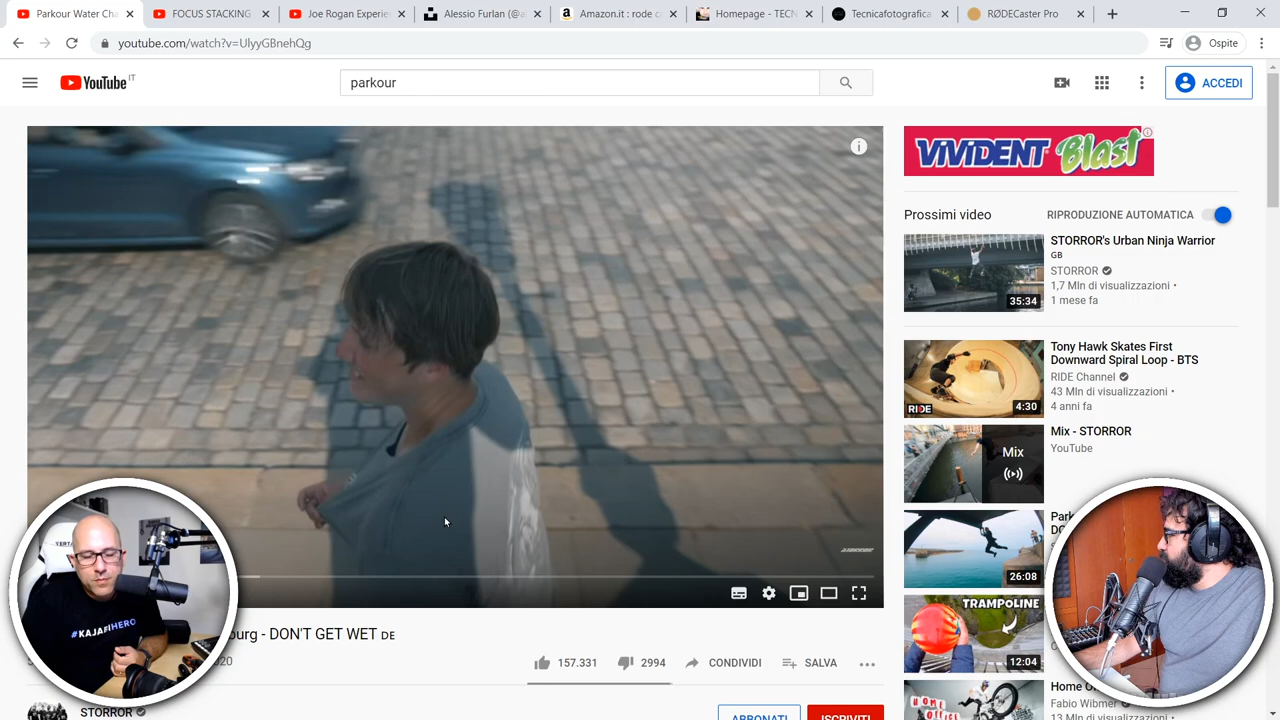 Parkour Water Cha
FOCUS STACKING
Joe Rogan Experie
Alessio Furlan (@a
Amazon.it : rode c
Homepage - TECN
Tecnicafotografica
RØDECaster Pro
youtube.com/watch?v=UlyyGBnehQg
Ospite
YouTube IT
parkour
ACCEDI
ViViDENT Blast
Prossimi video
RIPRODUZIONE AUTOMATICA
STORROR's Urban Ninja Warrior
GB
STORROR
1,7 Mln di visualizzazioni •
1 mese fa
35:34
Tony Hawk Skates First
Downward Spiral Loop - BTS
RIDE Channel
43 Mln di visualizzazioni •
4 anni fa
RIDE
4:30
Mix - STORROR
YouTube
Mix
26:08
TRAMPOLINE
12:04
Home O
Fabio Wibmer
13 Mln di visualizzazioni
HOME
OFFICE
#KAJAFIHERO
burg - DON'T GET WET DE
2020
157.331
2994
CONDIVIDI
SALVA
STORROR
ABBONATI
ISCRIVITI